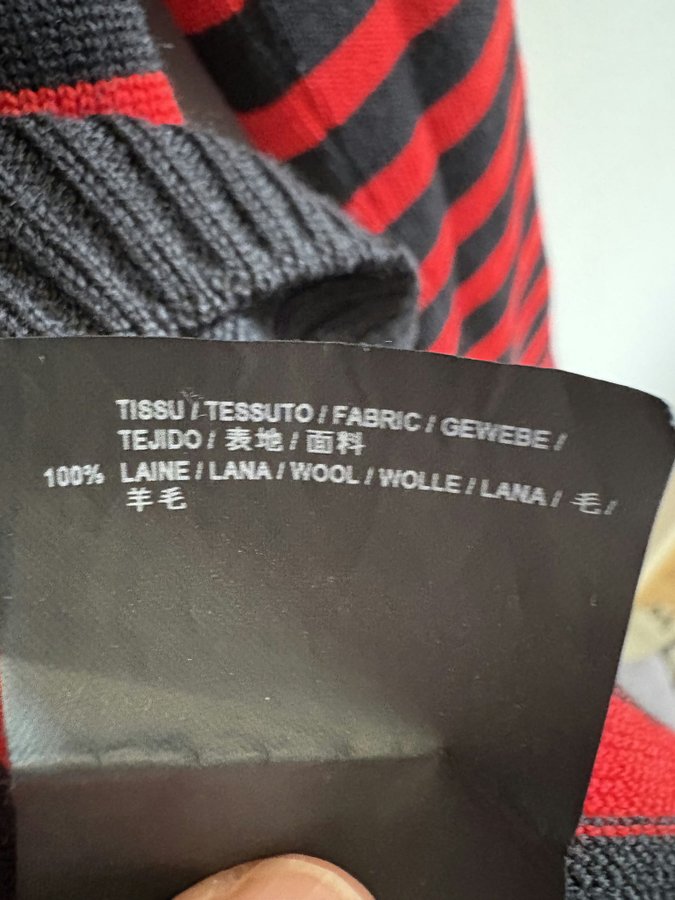 TISSU / TESSUTO / FABRIC / GEWEBE /
TEJIDO / 表地 / 面料
100% LAINE / LANA / WOOL / WOLLE / LANA / 毛 /
羊毛